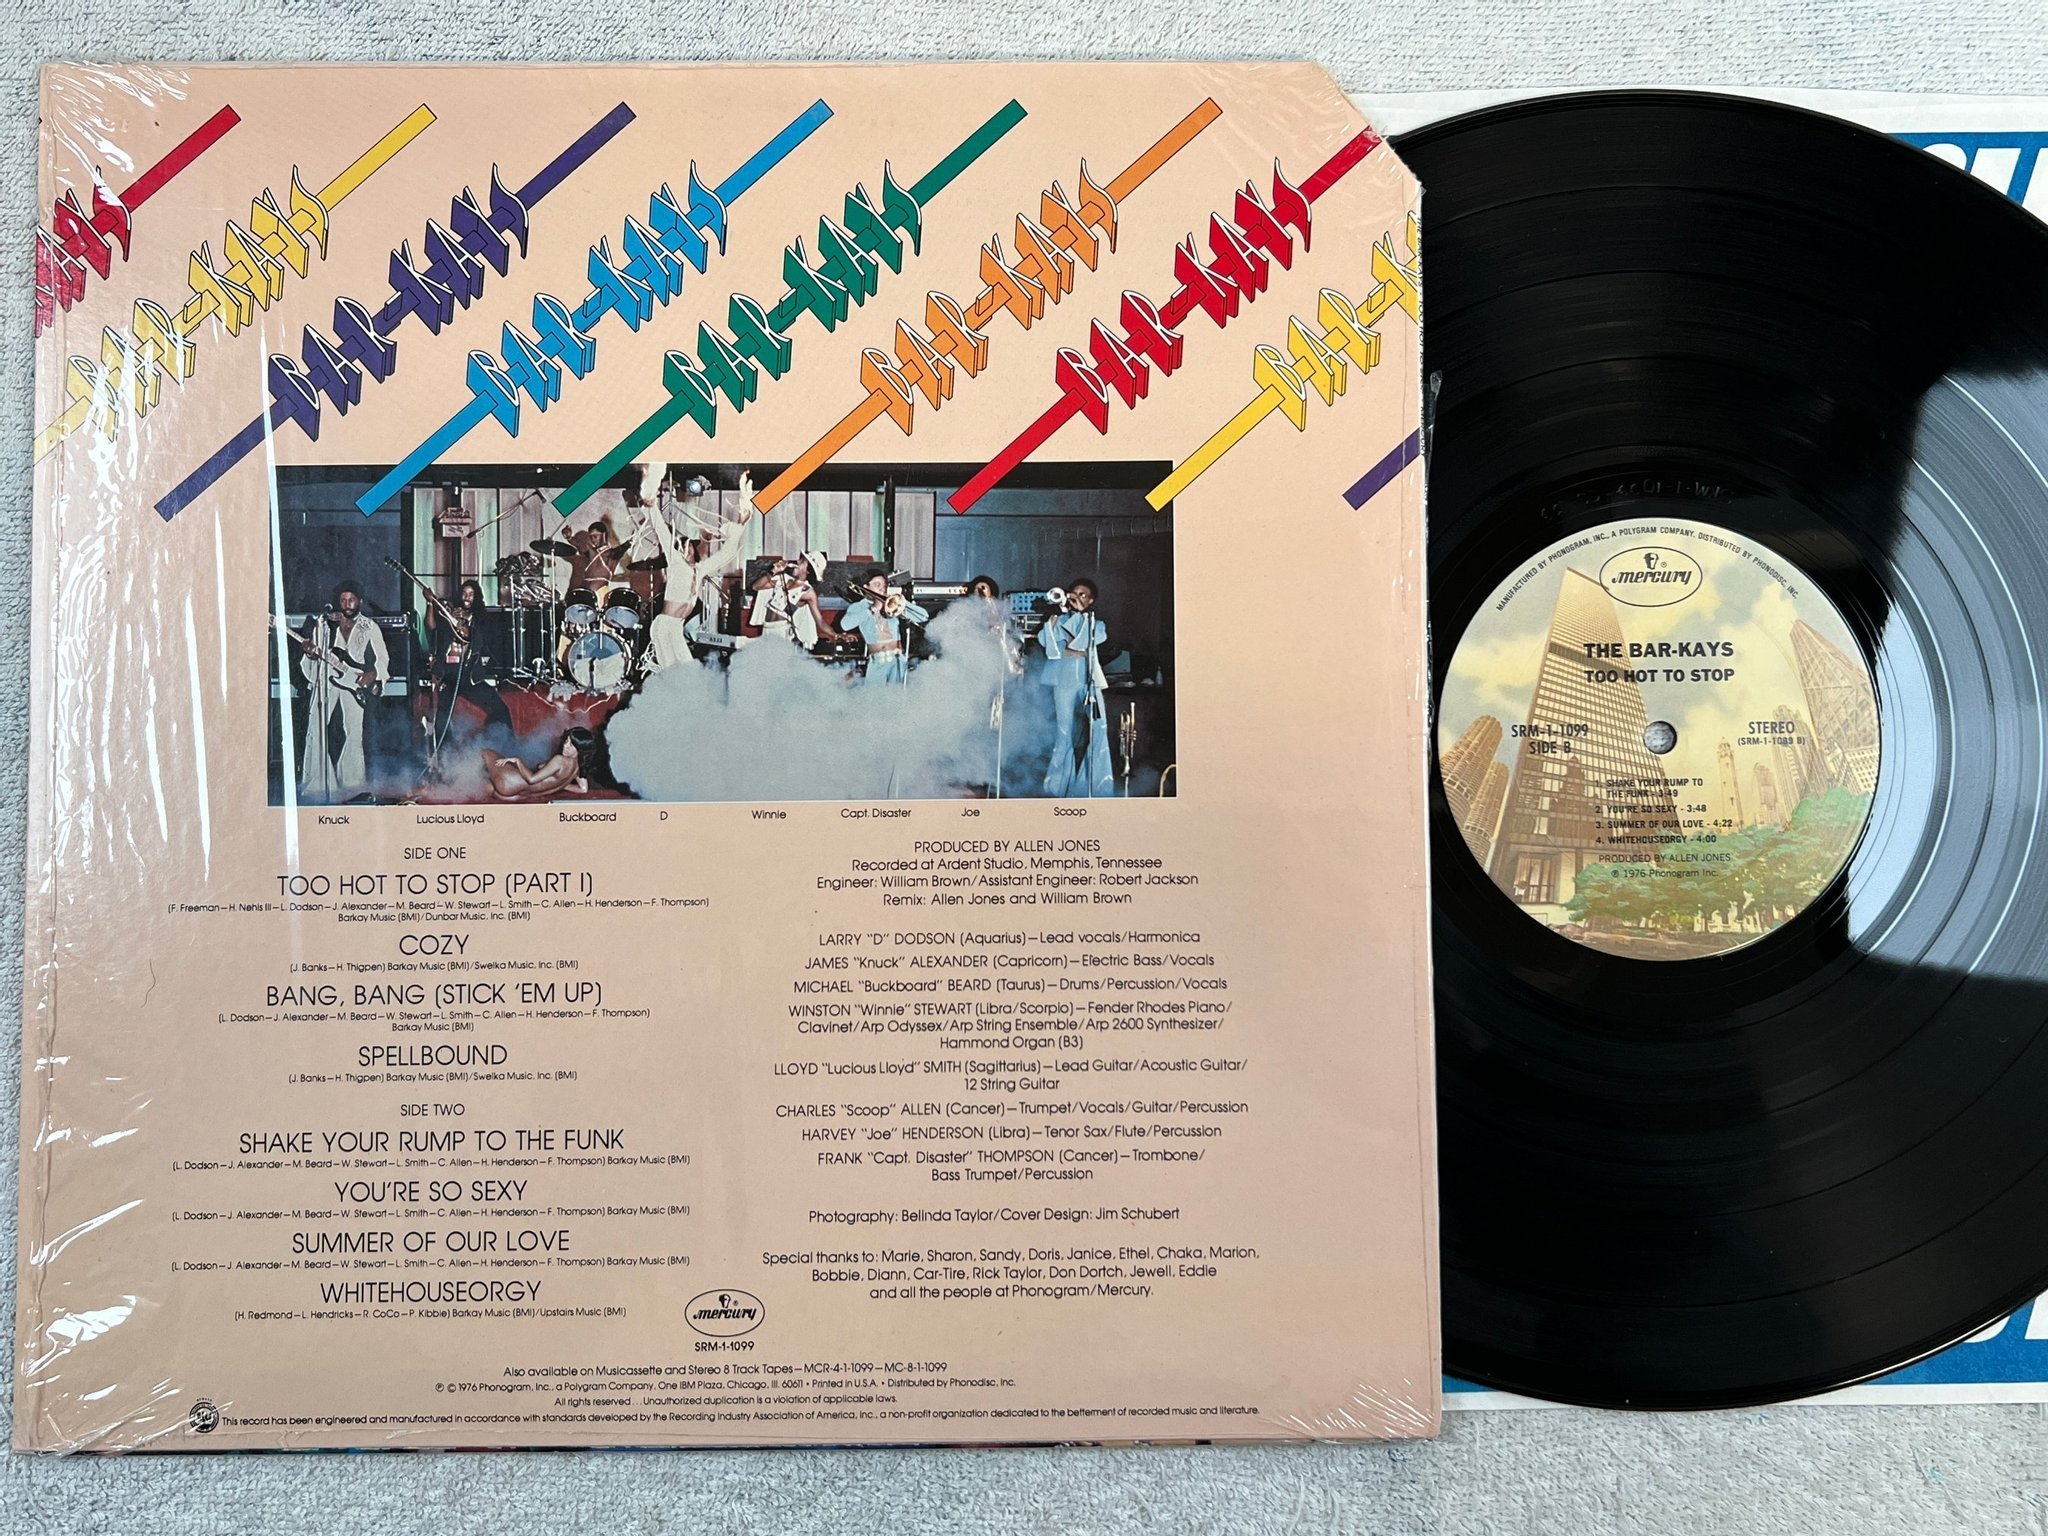 BAR-KAYS
BAR-KAYS
BAR-KAYS
BAR-KAYS
BAR-KAYS
BAR-KAYS
Knuck Lucious Lloyd Buckboard D Winnie Capt. Disaster Joe Scoop
SIDE ONE
TOO HOT TO STOP (PART I)
(F. Freeman–H. Nehls III–L. Dodson–J. Alexander–M. Beard–W. Stewart–L. Smith–C. Allen–H. Henderson–F. Thompson)
Barkay Music (BMI)/Dunbar Music, Inc. (BMI)
COZY
(J. Banks–H. Thigpen) Barkay Music (BMI)/Swelka Music, Inc. (BMI)
BANG, BANG (STICK 'EM UP)
(L. Dodson–J. Alexander–M. Beard–W. Stewart–L. Smith–C. Allen–H. Henderson–F. Thompson)
Barkay Music (BMI)
SPELLBOUND
(J. Banks–H. Thigpen) Barkay Music (BMI)/Swelka Music, Inc. (BMI)
SIDE TWO
SHAKE YOUR RUMP TO THE FUNK
(L. Dodson–J. Alexander–M. Beard–W. Stewart–L. Smith–C. Allen–H. Henderson–F. Thompson) Barkay Music (BMI)
YOU'RE SO SEXY
(L. Dodson–J. Alexander–M. Beard–W. Stewart–L. Smith–C. Allen–H. Henderson–F. Thompson) Barkay Music (BMI)
SUMMER OF OUR LOVE
(L. Dodson–J. Alexander–M. Beard–W. Stewart–L. Smith–C. Allen–H. Henderson–F. Thompson) Barkay Music (BMI)
WHITEHOUSEORGY
(H. Redmond–L. Hendricks–R. CoCo–P. Kibbie) Barkay Music (BMI)/Upstairs Music (BMI)
PRODUCED BY ALLEN JONES
Recorded at Ardent Studio, Memphis, Tennessee
Engineer: William Brown/Assistant Engineer: Robert Jackson
Remix: Allen Jones and William Brown
LARRY "D" DODSON (Aquarius)–Lead vocals/Harmonica
JAMES "Knuck" ALEXANDER (Capricorn)–Electric Bass/Vocals
MICHAEL "Buckboard" BEARD (Taurus)–Drums/Percussion/Vocals
WINSTON "Winnie" STEWART (Libra/Scorpio)–Fender Rhodes Piano/
Clavinet/Arp Odyssex/Arp String Ensemble/Arp 2600 Synthesizer/
Hammond Organ (B3)
LLOYD "Lucious Lloyd" SMITH (Sagittarius)–Lead Guitar/Acoustic Guitar/
12 String Guitar
CHARLES "Scoop" ALLEN (Cancer)–Trumpet/Vocals/Guitar/Percussion
HARVEY "Joe" HENDERSON (Libra)–Tenor Sax/Flute/Percussion
FRANK "Capt. Disaster" THOMPSON (Cancer)–Trombone/
Bass Trumpet/Percussion
Photography: Belinda Taylor/Cover Design: Jim Schubert
Special thanks to: Marie, Sharon, Sandy, Doris, Janice, Ethel, Chaka, Marion,
Bobbie, Diann, Car-Tire, Rick Taylor, Don Dortch, Jewell, Eddie
and all the people at Phonogram/Mercury.
mercury®
SRM-1-1099
Also available on Musicassette and Stereo 8 Track Tapes–MCR-4-1-1099–MC-8-1-1099
℗ © 1976 Phonogram, Inc., a Polygram Company, One IBM Plaza, Chicago, Ill. 60611 • Printed in U.S.A. • Distributed by Phonodisc, Inc.
All rights reserved...Unauthorized duplication is a violation of applicable laws.
This record has been engineered and manufactured in accordance with standards developed by the Recording Industry Association of America, Inc., a non-profit organization dedicated to the betterment of recorded music and literature.
MANUFACTURED BY PHONOGRAM, INC., A POLYGRAM COMPANY. DISTRIBUTED BY PHONODISC, INC.
mercury®
THE BAR-KAYS
TOO HOT TO STOP
SRM-1-1099
SIDE B
STEREO
(SRM-1-1099 B)
1. SHAKE YOUR RUMP TO
THE FUNK - 3:49
2. YOU'RE SO SEXY - 3:48
3. SUMMER OF OUR LOVE - 4:22
4. WHITEHOUSEORGY - 4:00
PRODUCED BY ALLEN JONES
℗ 1976 Phonogram Inc.